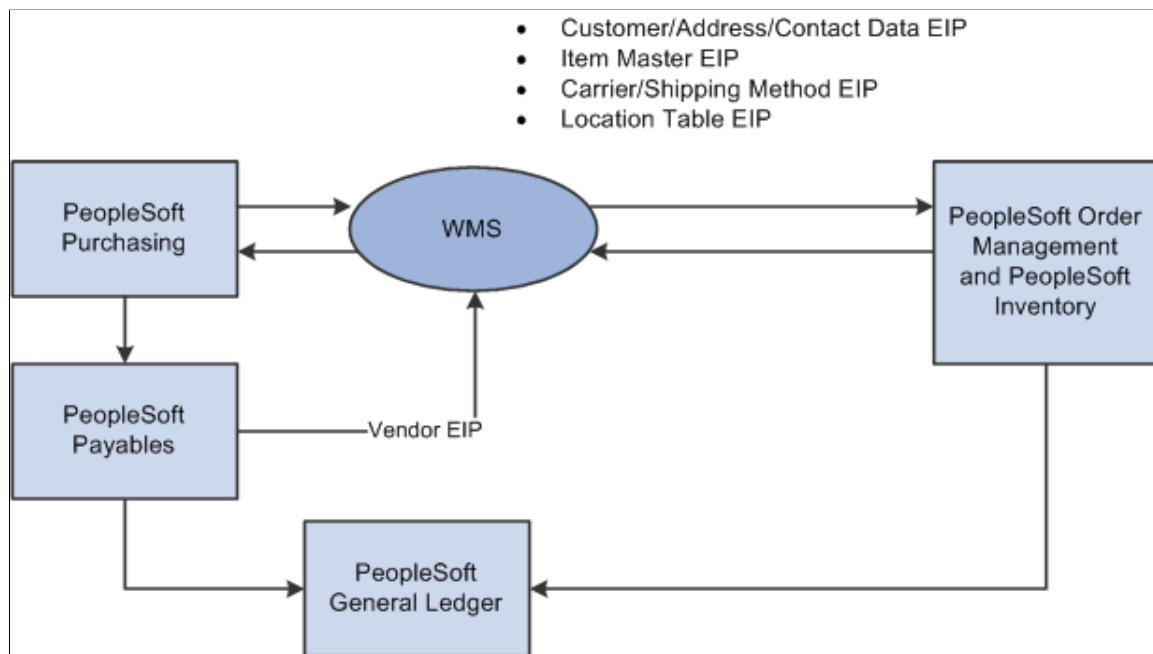 • Customer/Address/Contact Data EIP
• Item Master EIP
• Carrier/Shipping Method EIP
• Location Table EIP
PeopleSoft
Purchasing
WMS
PeopleSoft Order
Management
and PeopleSoft
Inventory
PeopleSoft
Payables
Vendor EIP
PeopleSoft
General Ledger